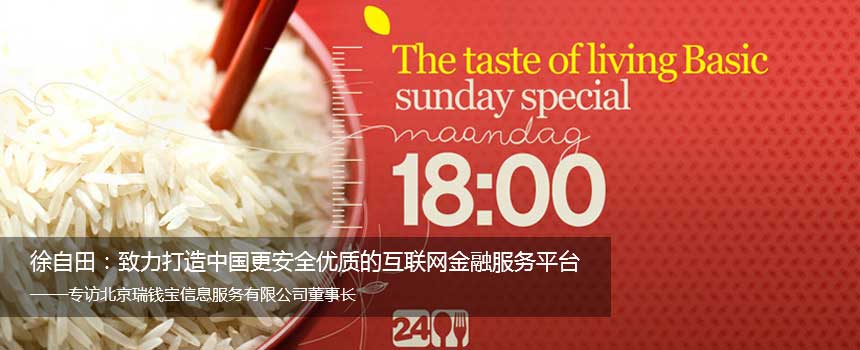 The taste of living Basic
sunday special
maandag
18:00
徐自田：致力打造中国更安全优质的互联网金融服务平台
——专访北京瑞钱宝信息服务有限公司董事长
24